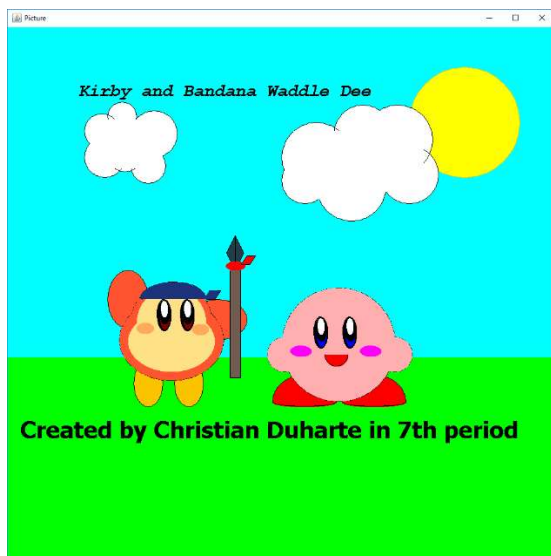 Picture
Kirby and Bandana Waddle Dee
Created by Christian Duharte in 7th period